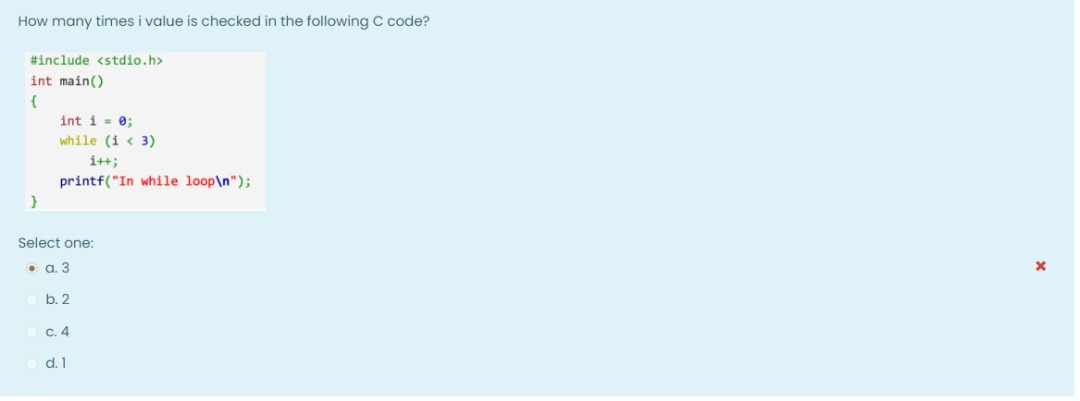 How many times i value is checked in the following C code?
#include <stdio.h>
int main()
{
    int i = 0;
    while (i < 3)
        i++;
    printf("In while loop\n");
}
Select one:
a. 3
b. 2
c. 4
d. 1